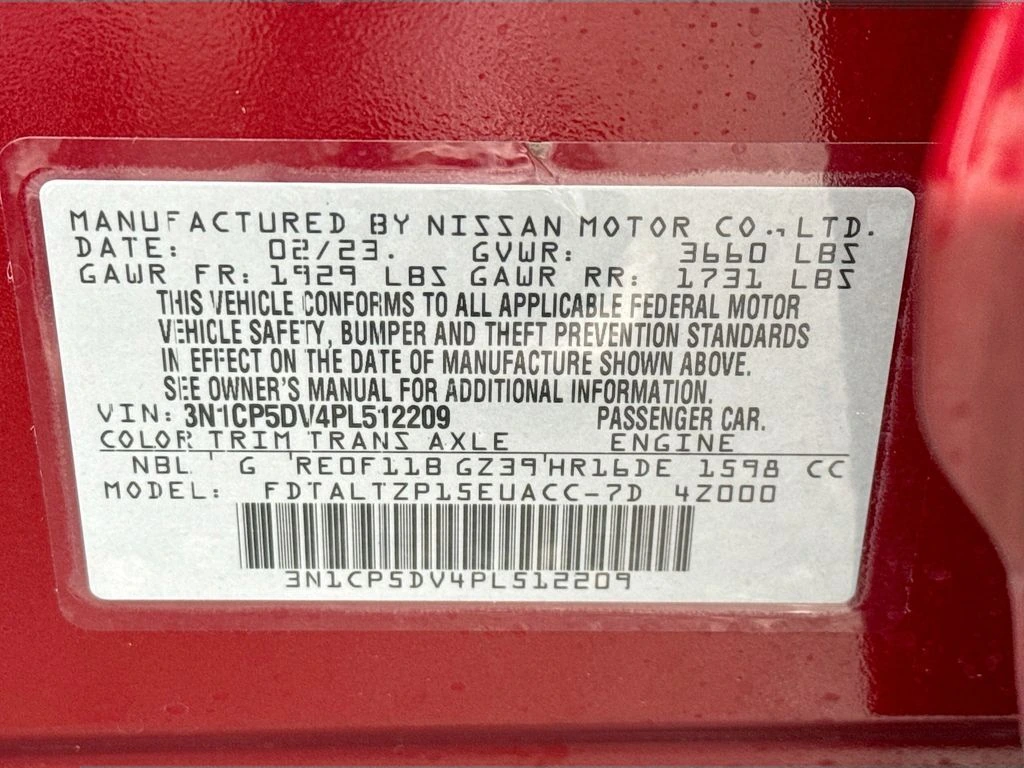 MANUFACTURED BY NISSAN MOTOR CO., LTD.
DATE: 02/23. GVWR: 3660 LBS
GAWR FR: 1929 LBS GAWR RR: 1731 LBS
THIS VEHICLE CONFORMS TO ALL APPLICABLE FEDERAL MOTOR
VEHICLE SAFETY, BUMPER AND THEFT PREVENTION STANDARDS
IN EFFECT ON THE DATE OF MANUFACTURE SHOWN ABOVE.
SEE OWNER'S MANUAL FOR ADDITIONAL INFORMATION.
VIN: 3N1CP5DV4PL512209 PASSENGER CAR.
COLOR TRIM TRANS AXLE ENGINE
NBL G RE0F11B GZ39 HR16DE 1598 CC
MODEL: FDTALTZP15EUACC-7D 4Z000
3N1CP5DV4PL512209